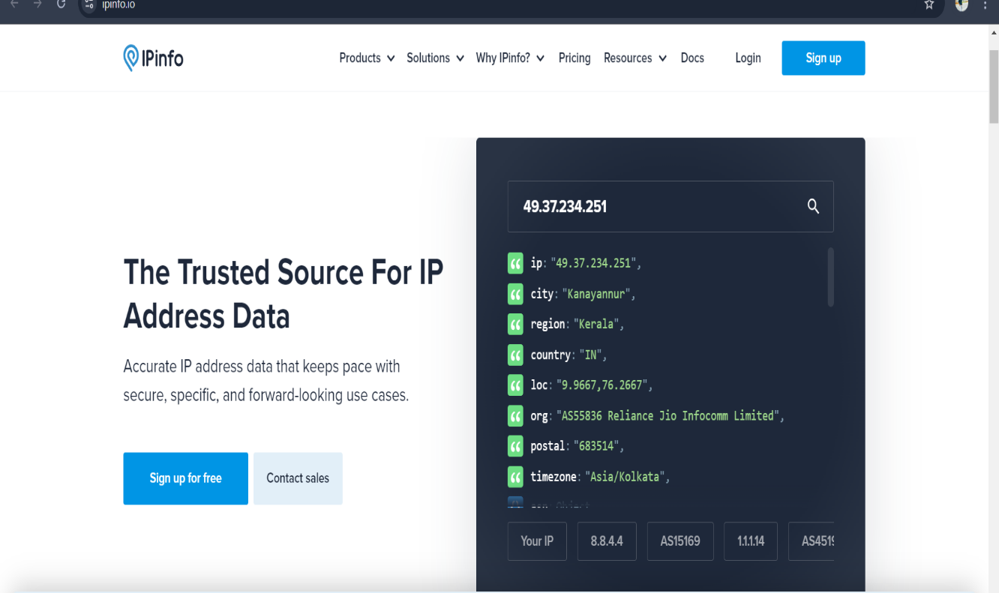 ipinfo.io
IPinfo
Products Solutions Why IPinfo? Pricing Resources Docs Login Sign up
49.37.234.251
The Trusted Source For IP
Address Data
Accurate IP address data that keeps pace with
secure, specific, and forward-looking use cases.
Sign up for free Contact sales
ip: "49.37.234.251",
city: "Kanayannur",
region: "Kerala",
country: "IN",
loc: "9.9667,76.2667",
org: "AS55836 Reliance Jio Infocomm Limited",
postal: "683514",
timezone: "Asia/Kolkata",
Your IP 8.8.4.4 AS15169 1.1.1.14